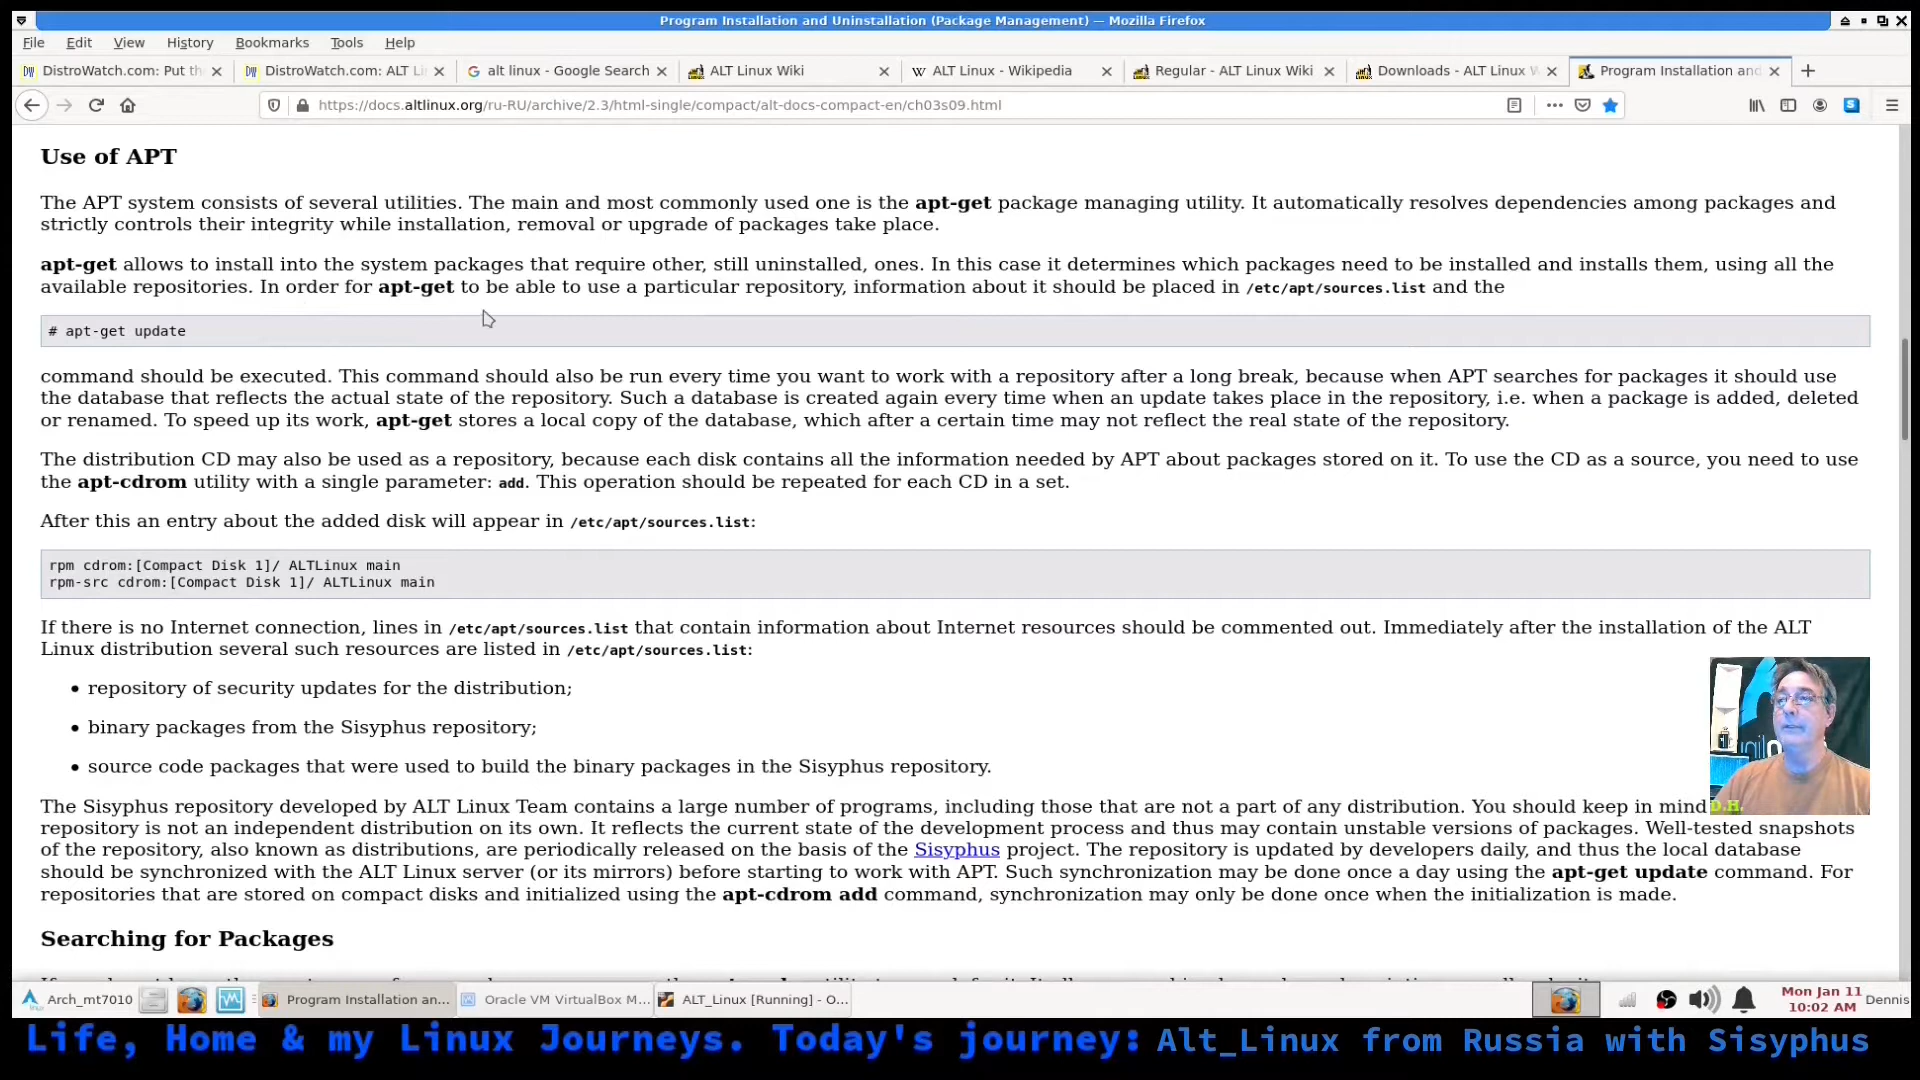 Program Installation and Uninstallation (Package Management) — Mozilla Firefox
File Edit View History Bookmarks Tools Help
DistroWatch.com: Put th DistroWatch.com: ALT Li alt linux - Google Search ALT Linux Wiki ALT Linux - Wikipedia Regular - ALT Linux Wiki Downloads - ALT Linux W Program Installation and
https://docs.altlinux.org/ru-RU/archive/2.3/html-single/compact/alt-docs-compact-en/ch03s09.html
Use of APT
The APT system consists of several utilities. The main and most commonly used one is the apt-get package managing utility. It automatically resolves dependencies among packages and
strictly controls their integrity while installation, removal or upgrade of packages take place.
apt-get allows to install into the system packages that require other, still uninstalled, ones. In this case it determines which packages need to be installed and installs them, using all the
available repositories. In order for apt-get to be able to use a particular repository, information about it should be placed in /etc/apt/sources.list and the
# apt-get update
command should be executed. This command should also be run every time you want to work with a repository after a long break, because when APT searches for packages it should use
the database that reflects the actual state of the repository. Such a database is created again every time when an update takes place in the repository, i.e. when a package is added, deleted
or renamed. To speed up its work, apt-get stores a local copy of the database, which after a certain time may not reflect the real state of the repository.
The distribution CD may also be used as a repository, because each disk contains all the information needed by APT about packages stored on it. To use the CD as a source, you need to use
the apt-cdrom utility with a single parameter: add. This operation should be repeated for each CD in a set.
After this an entry about the added disk will appear in /etc/apt/sources.list:
rpm cdrom:[Compact Disk 1]/ ALTLinux main
rpm-src cdrom:[Compact Disk 1]/ ALTLinux main
If there is no Internet connection, lines in /etc/apt/sources.list that contain information about Internet resources should be commented out. Immediately after the installation of the ALT
Linux distribution several such resources are listed in /etc/apt/sources.list:
• repository of security updates for the distribution;
• binary packages from the Sisyphus repository;
• source code packages that were used to build the binary packages in the Sisyphus repository.
D.H.
The Sisyphus repository developed by ALT Linux Team contains a large number of programs, including those that are not a part of any distribution. You should keep in mind
repository is not an independent distribution on its own. It reflects the current state of the development process and thus may contain unstable versions of packages. Well-tested snapshots
of the repository, also known as distributions, are periodically released on the basis of the Sisyphus project. The repository is updated by developers daily, and thus the local database
should be synchronized with the ALT Linux server (or its mirrors) before starting to work with APT. Such synchronization may be done once a day using the apt-get update command. For
repositories that are stored on compact disks and initialized using the apt-cdrom add command, synchronization may only be done once when the initialization is made.
Searching for Packages
Arch_mt7010 Program Installation an... Oracle VM VirtualBox M... ALT_Linux [Running] - O... Mon Jan 11 Dennis
10:02 AM
Life, Home & my Linux Journeys. Today's journey: Alt_Linux from Russia with Sisyphus